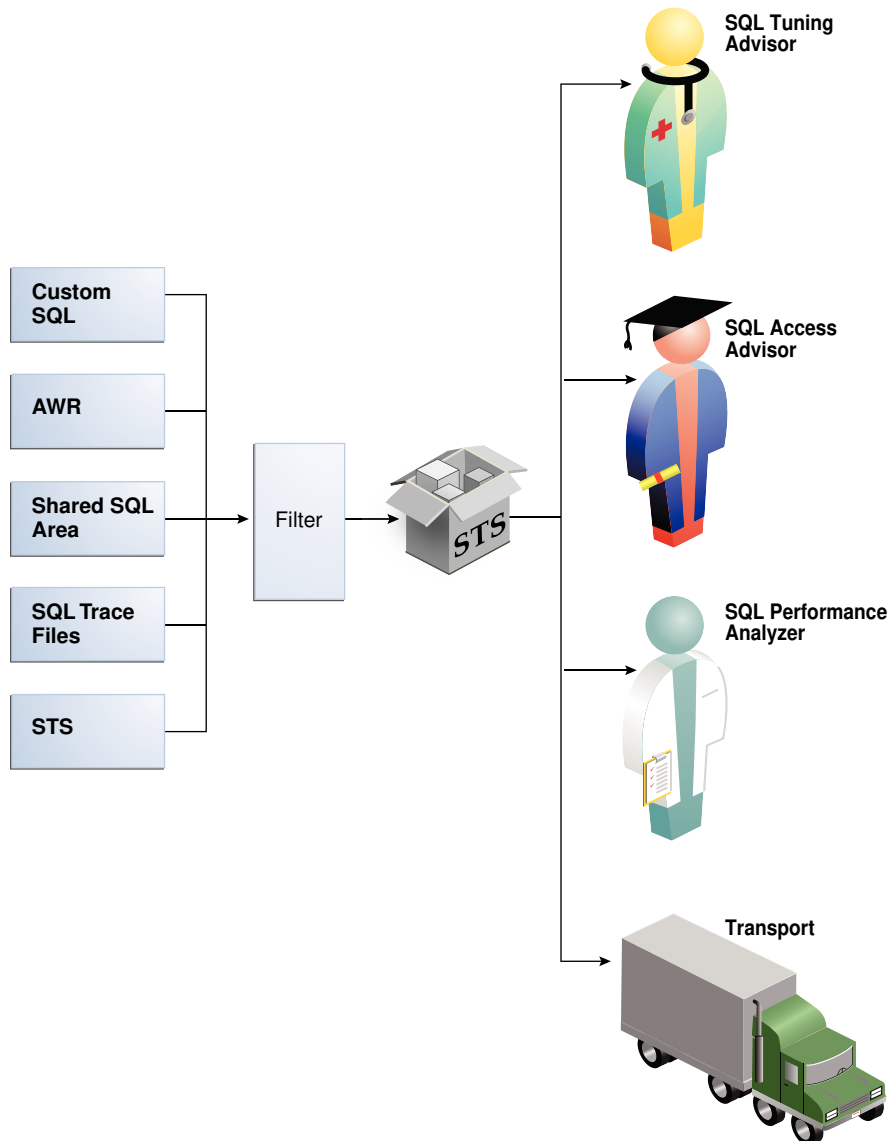 SQL Tuning
Advisor
Custom
SQL
AWR
Shared SQL
Area
SQL Trace
Files
STS
Filter
STS
SQL Access
Advisor
SQL Performance
Analyzer
Transport